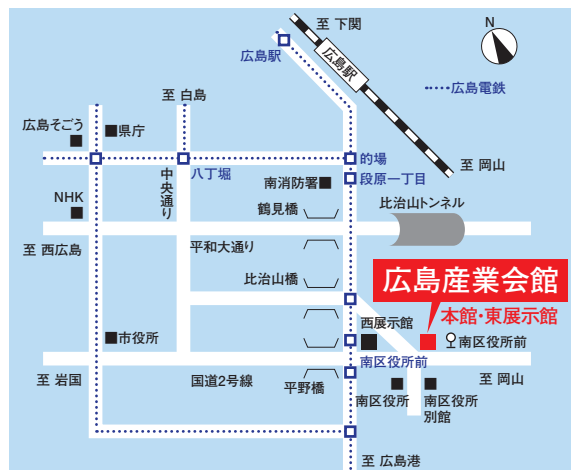 至 下関
N
広島駅
広島駅
広島電鉄
至 白島
広島そごう
県庁
的場
至 岡山
八丁堀
中央通り
南消防署
段原一丁目
NHK
鶴見橋
比治山トンネル
至 西広島
平和大通り
比治山橋
広島産業会館
本館・東展示館
西展示館
市役所
南区役所前
南区役所前
至 岩国
国道2号線
平野橋
至 岡山
南区役所
南区役所
別館
至 広島港